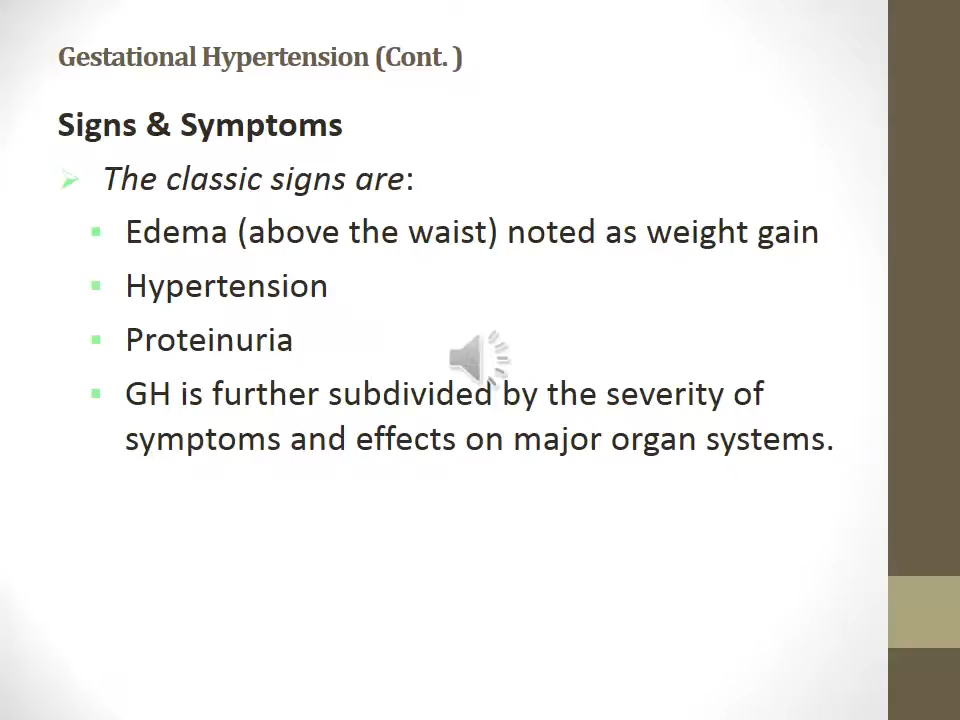 Gestational Hypertension (Cont. )
Signs & Symptoms
The classic signs are:
Edema (above the waist) noted as weight gain
Hypertension
Proteinuria
GH is further subdivided by the severity of
symptoms and effects on major organ systems.